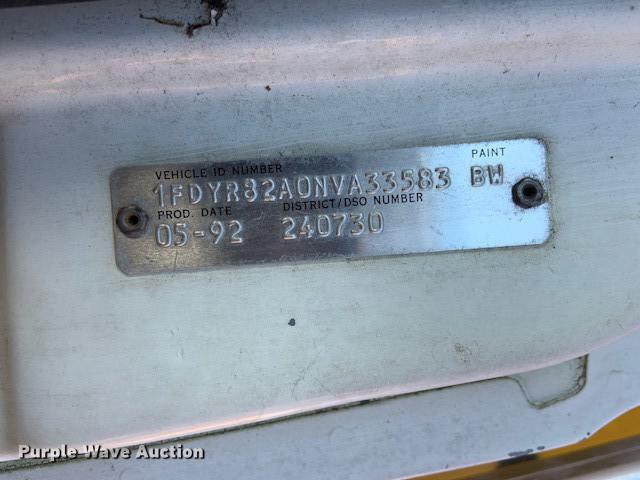 VEHICLE ID NUMBER PAINT
1FDYR82A0NVA33583 BW
PROD. DATE DISTRICT/DSO NUMBER
05-92 240730
Purple Wave Auction